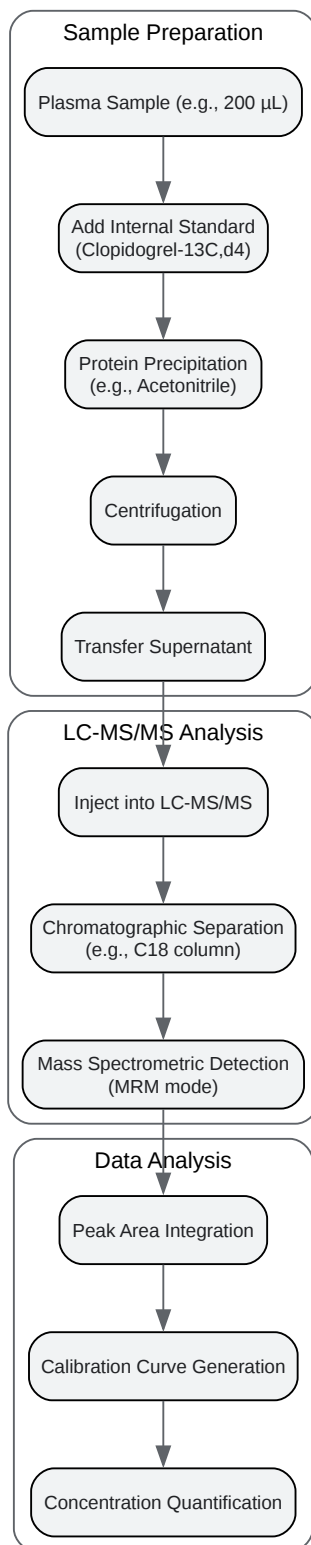 Sample Preparation
Plasma Sample (e.g., 200 µL)
Add Internal Standard
(Clopidogrel-13C,d4)
Protein Precipitation
(e.g., Acetonitrile)
Centrifugation
Transfer Supernatant
LC-MS/MS Analysis
Inject into LC-MS/MS
Chromatographic Separation
(e.g., C18 column)
Mass Spectrometric Detection
(MRM mode)
Data Analysis
Peak Area Integration
Calibration Curve Generation
Concentration Quantification